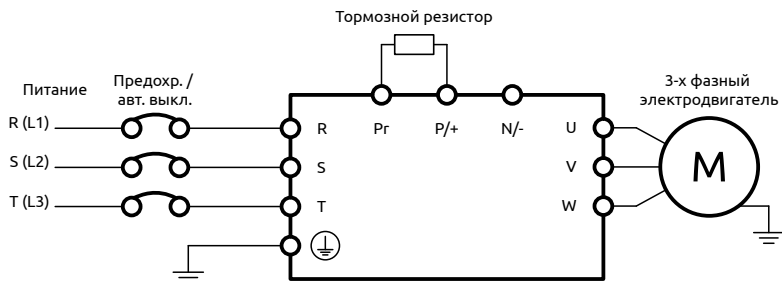 Тормозной резистор
Питание
Предохр. /
авт. выкл.
3-х фазный
электродвигатель
R (L1)
R
Pr
P/+
N/-
U
S (L2)
S
V
M
T (L3)
T
W